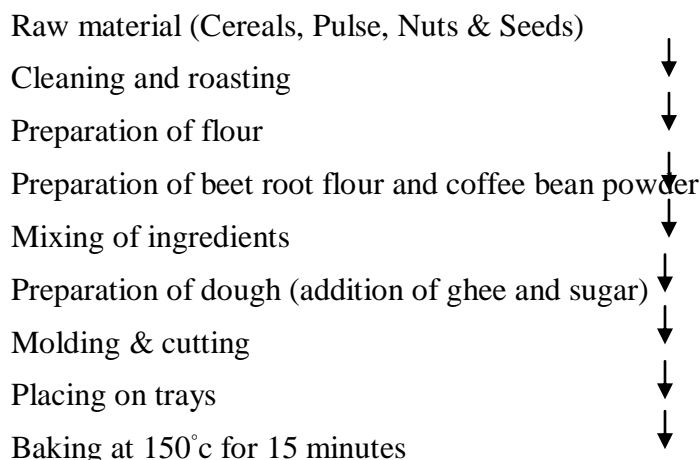 Raw material (Cereals, Pulse, Nuts & Seeds)
Cleaning and roasting
Preparation of flour
Preparation of beet root flour and coffee bean powder
Mixing of ingredients
Preparation of dough (addition of ghee and sugar)
Molding & cutting
Placing on trays
Baking at 150°c for 15 minutes